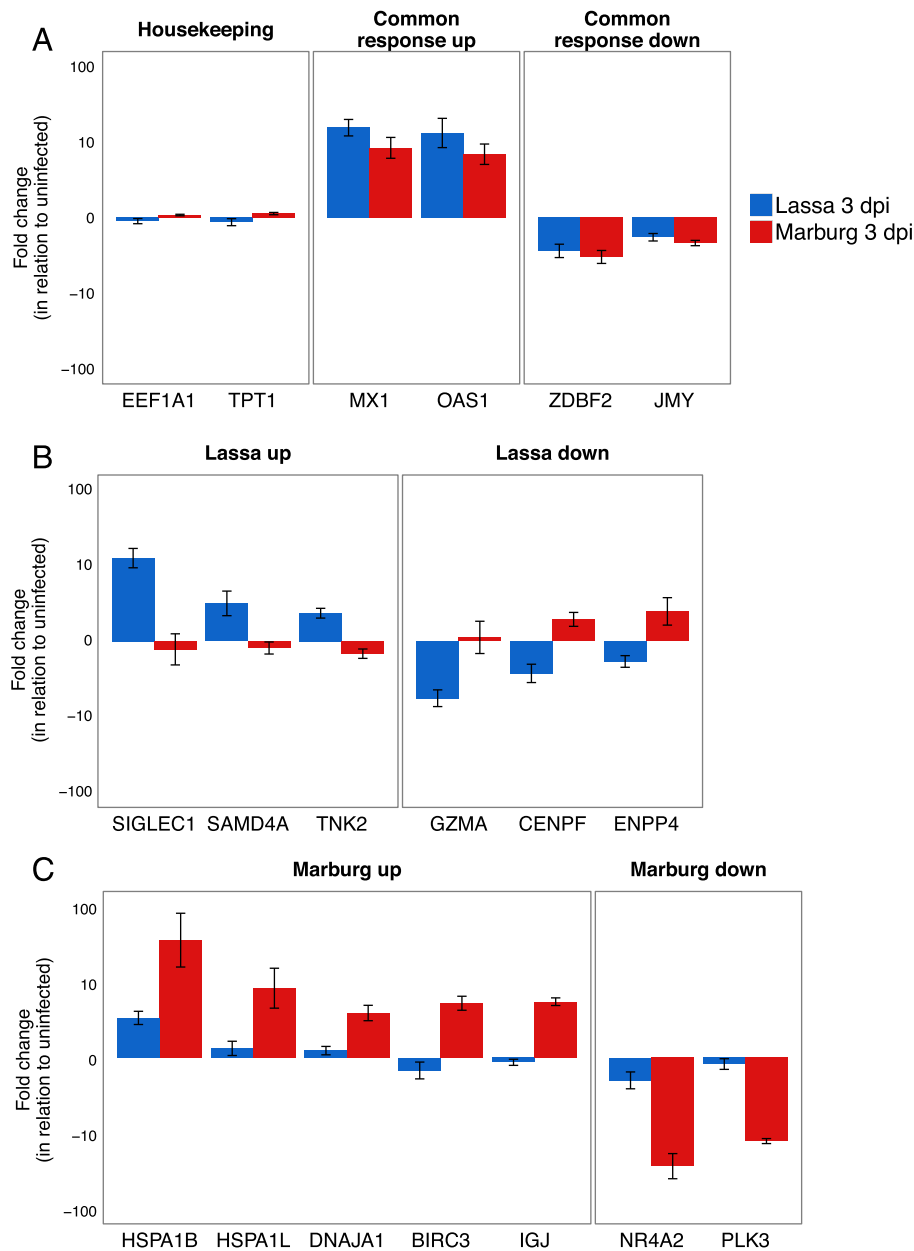 A
Housekeeping
Common
response up
Common
response down
100
10
0
−10
−100
Fold change
(in relation to uninfected)
EEF1A1 TPT1 MX1 OAS1 ZDBF2 JMY
Lassa 3 dpi
Marburg 3 dpi
B
Lassa up Lassa down
100
10
0
−10
−100
Fold change
(in relation to uninfected)
SIGLEC1 SAMD4A TNK2 GZMA CENPF ENPP4
C
Marburg up Marburg down
100
10
0
−10
−100
Fold change
(in relation to uninfected)
HSPA1B HSPA1L DNAJA1 BIRC3 IGJ NR4A2 PLK3